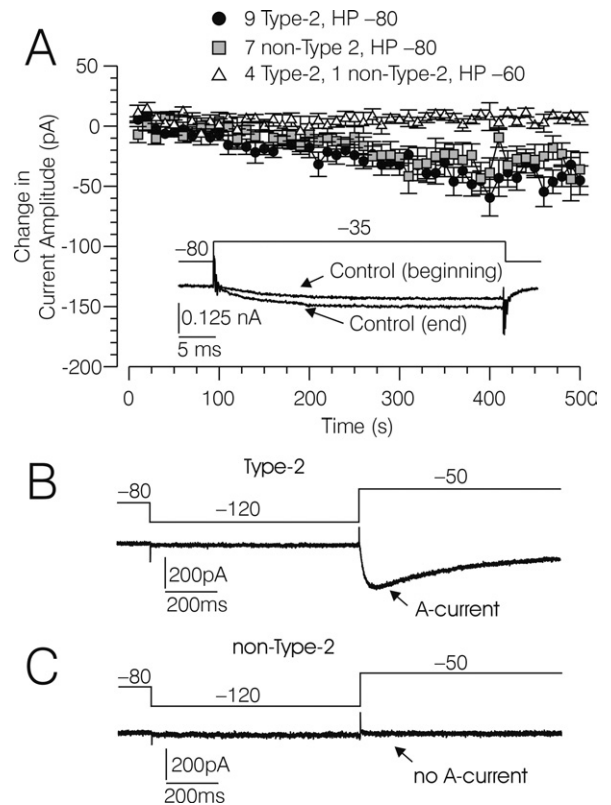 A
9 Type-2, HP –80
7 non-Type 2, HP –80
4 Type-2, 1 non-Type-2, HP –60
Change in
Current Amplitude (pA)
50
0
-50
-100
-150
-200
–80
–35
Control (beginning)
Control (end)
0.125 nA
5 ms
0
100
200
300
400
500
Time (s)
B
Type-2
–80
–120
–50
200pA
200ms
A-current
C
non-Type-2
–80
–120
–50
200pA
200ms
no A-current